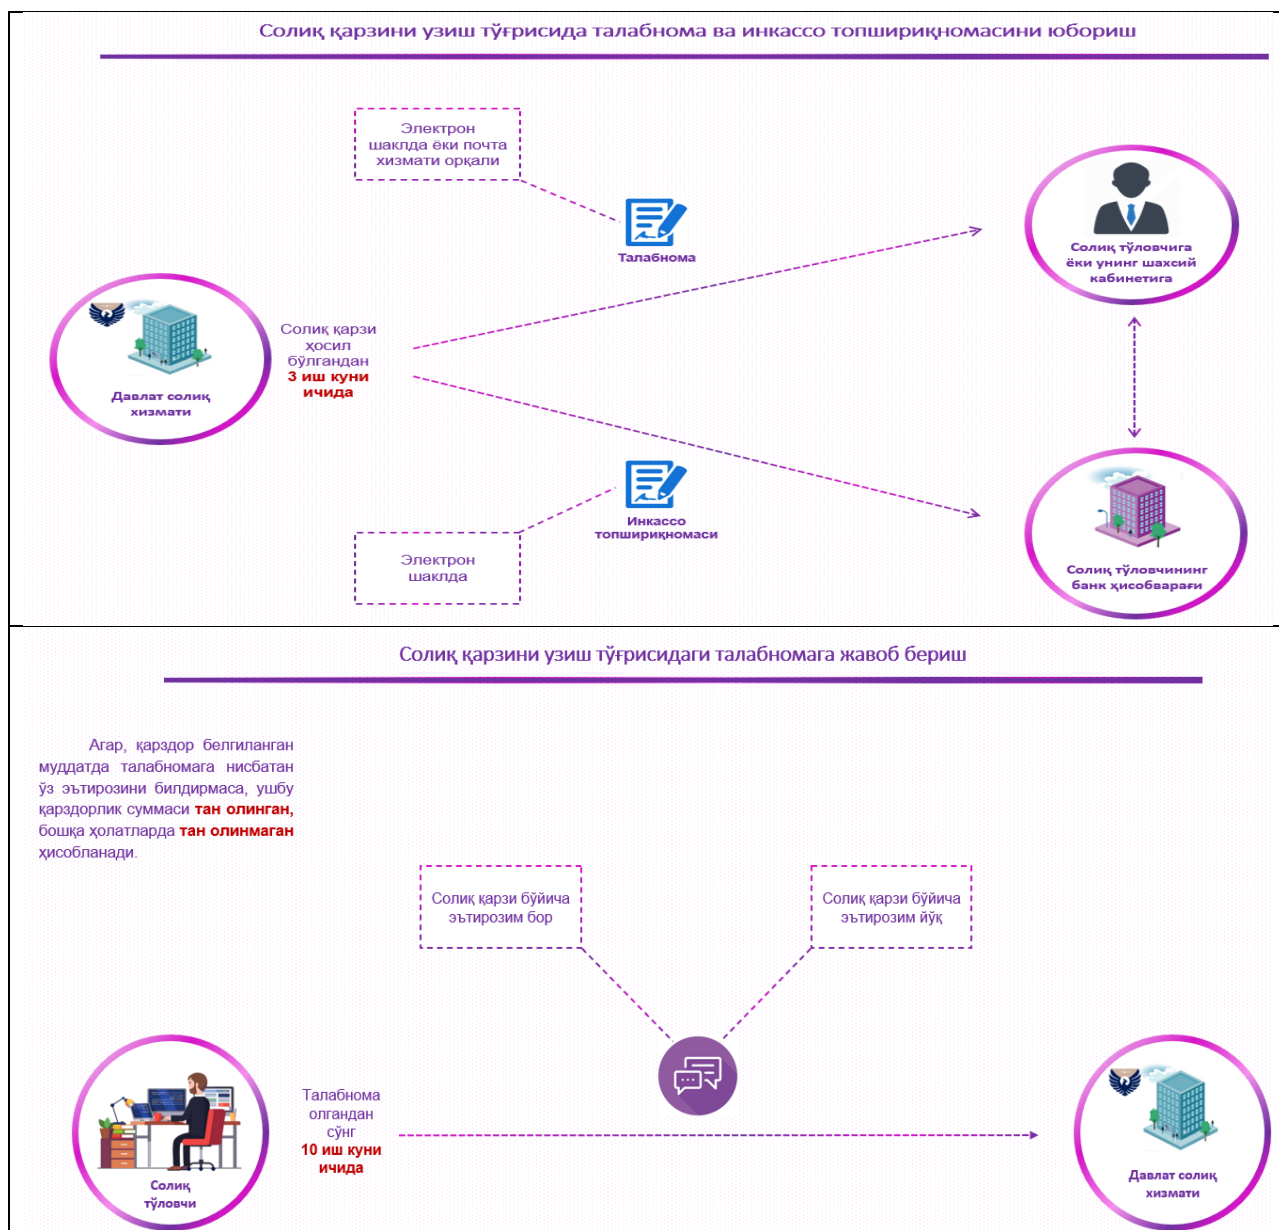 Солиқ қарзини узиш тўғрисида талабнома ва инкассо топшириқномасини юбориш
Электрон
шаклда ёки почта
хизмати орқали
Талабнома
Солиқ тўловчига
ёки унинг шахсий
кабинетига
Давлат солиқ
хизмати
Солиқ қарзи
ҳосил
бўлгандан
3 иш куни
ичида
Инкассо
топшириқномаси
Электрон
шаклда
Солиқ тўловчининг
банк ҳисобварағи
Солиқ қарзини узиш тўғрисидаги талабномага жавоб бериш
Агар, қарздор белгиланган
муддатда талабномага нисбатан
ўз эътирозини билдирмаса, ушбу
қарздорлик суммаси тан олинган,
бошқа ҳолатларда тан олинмаган
ҳисобланади.
Солиқ қарзи бўйича
эътирозим бор
Солиқ қарзи бўйича
эътирозим йўқ
Солиқ
тўловчи
Талабнома
олгандан
сўнг
10 иш куни
ичида
Давлат солиқ
хизмати